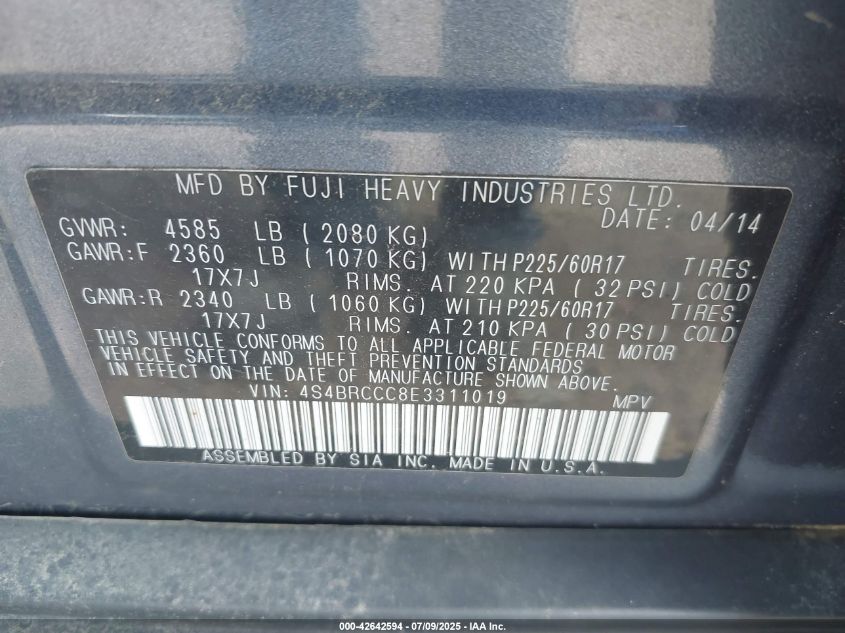 MFD BY FUJI HEAVY INDUSTRIES LTD.
DATE: 04/14
GVWR: 4585 LB ( 2080 KG)
GAWR:F 2360 LB ( 1070 KG) WITH P225/60R17 TIRES.
17X7J RIMS. AT 220 KPA ( 32 PSI) COLD
GAWR:R 2340 LB ( 1060 KG) WITH P225/60R17 TIRES.
17X7J RIMS. AT 210 KPA ( 30 PSI) COLD
THIS VEHICLE CONFORMS TO ALL APPLICABLE FEDERAL MOTOR
VEHICLE SAFETY AND THEFT PREVENTION STANDARDS
IN EFFECT ON THE DATE OF MANUFACTURE SHOWN ABOVE.
VIN: 4S4BRCCC8E3311019 MPV
ASSEMBLED BY SIA INC. MADE IN U.S.A.
000-42642594 - 07/09/2025 - IAA Inc.